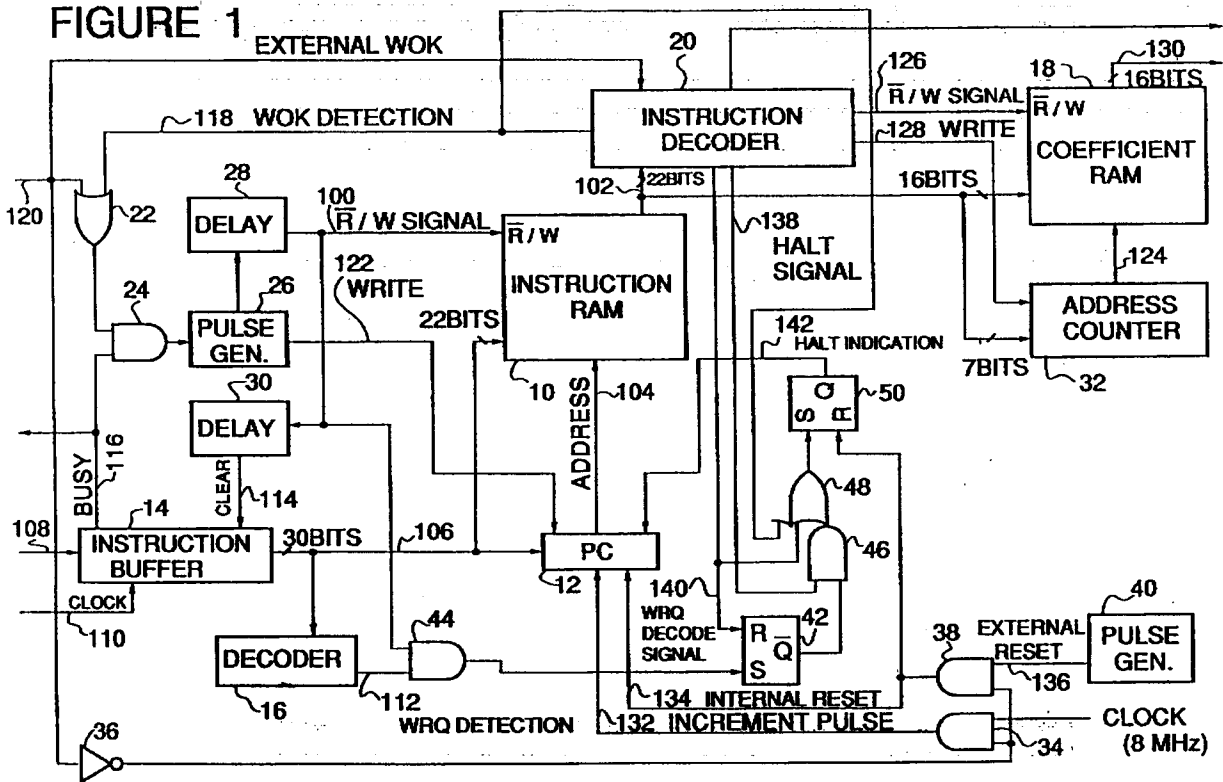 FIGURE 1
EXTERNAL WOK
20
126
130
18
16BITS
118 WOK DETECTION
INSTRUCTION
DECODER
R̅/W SIGNAL
128 WRITE
R̅/W
COEFFICIENT
RAM
120
22
28
DELAY
100
R̅/W SIGNAL
102
22BITS
16BITS
138
HALT
SIGNAL
124
24
26
PULSE
GEN.
122
WRITE
22BITS
R̅/W
INSTRUCTION
RAM
10
104
ADDRESS
142
HALT INDICATION
ADDRESS
COUNTER
7BITS
32
30
DELAY
BUSY
116
CLEAR
114
S
Q
R
50
48
46
14
108
INSTRUCTION
BUFFER
30BITS
106
PC
12
CLOCK
110
140
WRQ
DECODE
SIGNAL
R
S
Q̅
42
44
DECODER
16
112
WRQ DETECTION
40
PULSE
GEN.
38
EXTERNAL
RESET
136
134 INTERNAL RESET
132 INCREMENT PULSE
34
CLOCK
(8 MHz)
36